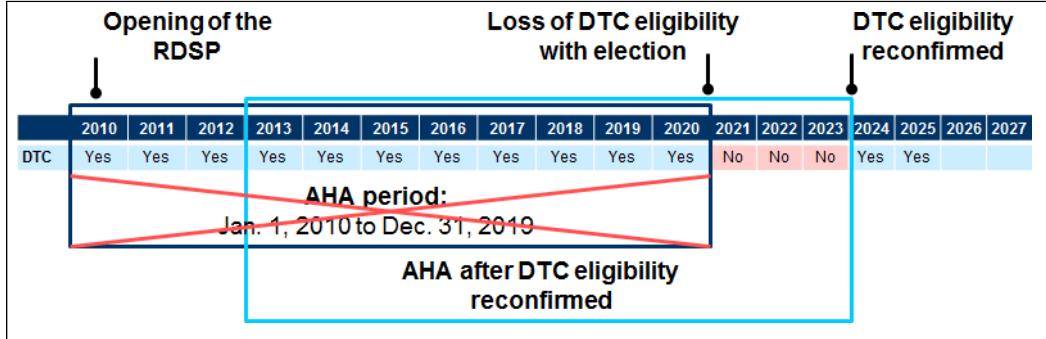 Opening of the
RDSP
Loss of DTC eligibility
with election
DTC eligibility
reconfirmed
2010 2011 2012 2013 2014 2015 2016 2017 2018 2019 2020 2021 2022 2023 2024 2025 2026 2027
DTC Yes Yes Yes Yes Yes Yes Yes Yes Yes Yes Yes No No No Yes Yes
AHA period:
Jan. 1, 2010 to Dec. 31, 2019
AHA after DTC eligibility
reconfirmed